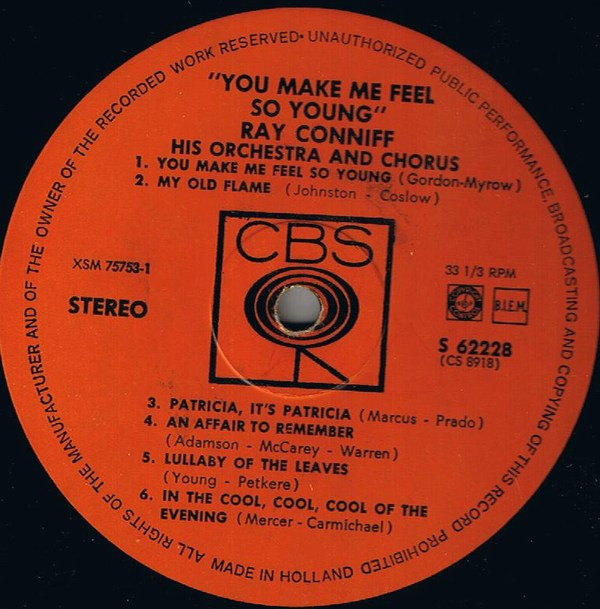 ALL RIGHTS OF THE MANUFACTURER AND OF THE OWNER OF THE RECORDED WORK RESERVED• UNAUTHORIZED PUBLIC PERFORMANCE, BROADCASTING AND COPYING OF THIS RECORD PROHIBITED
"YOU MAKE ME FEEL
SO YOUNG"
RAY CONNIFF
HIS ORCHESTRA AND CHORUS
1. YOU MAKE ME FEEL SO YOUNG (Gordon-Myrow)
2. MY OLD FLAME (Johnston - Coslow)
CBS
XSM 75753-1
STEREO
33 1/3 RPM
B.I.E.M.
S 62228
(CS 8918)
3. PATRICIA, IT'S PATRICIA (Marcus - Prado)
4. AN AFFAIR TO REMEMBER
(Adamson - McCarey - Warren)
5. LULLABY OF THE LEAVES
(Young - Petkere)
6. IN THE COOL, COOL, COOL OF THE
EVENING (Mercer - Carmichael)
MADE IN HOLLAND